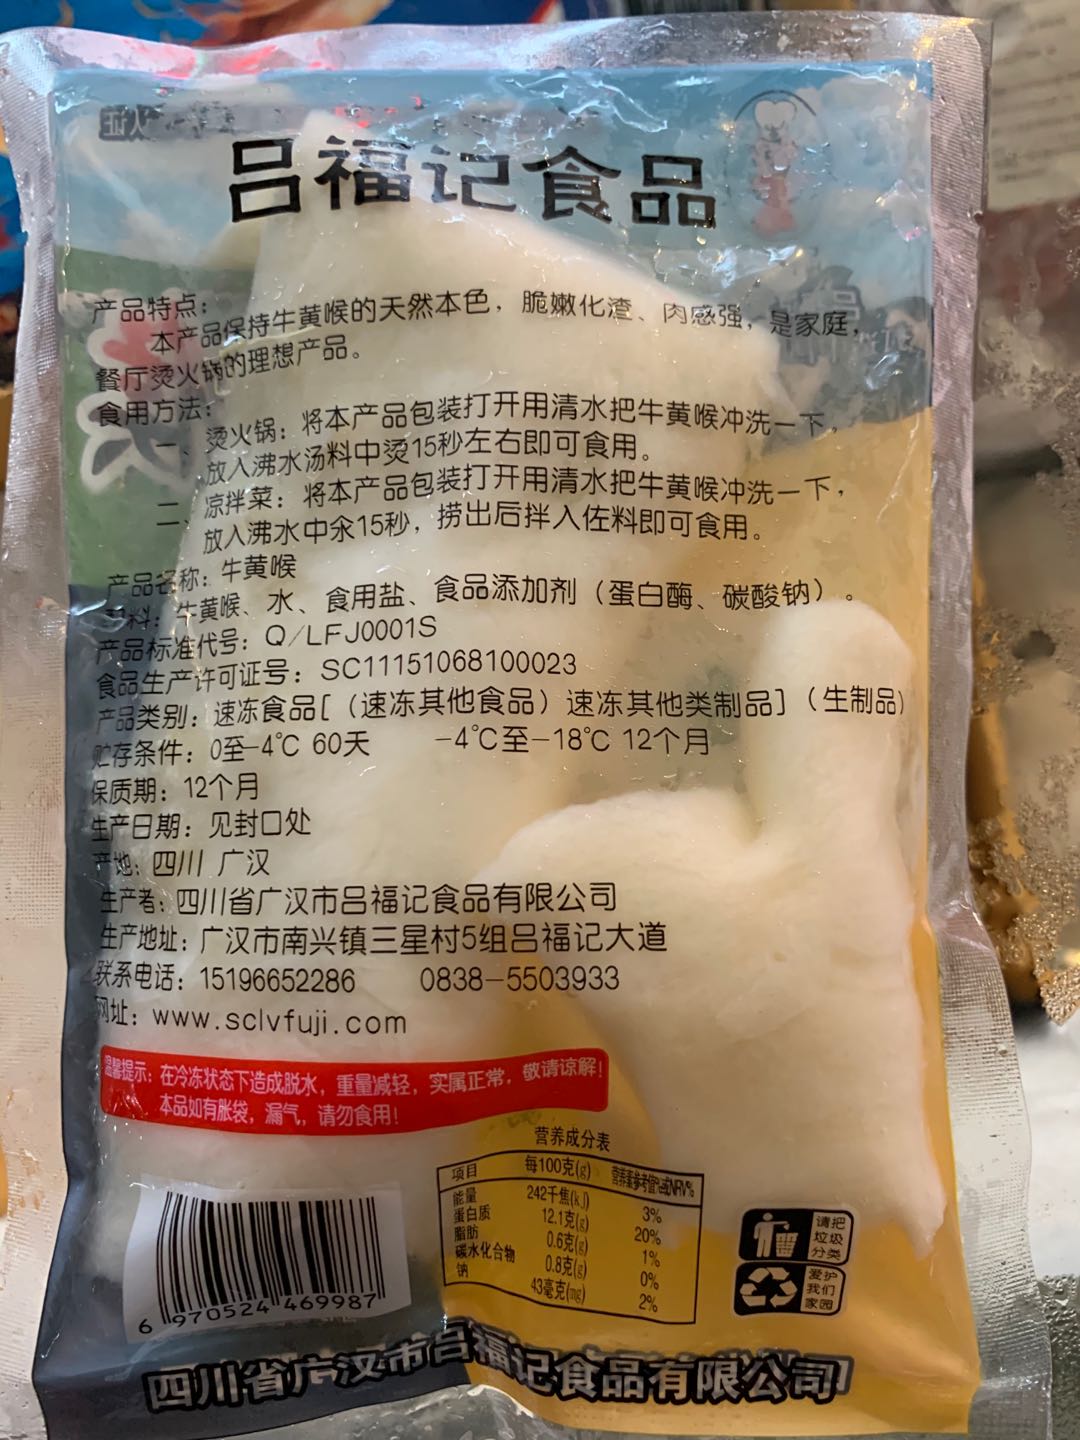 吕福记食品
产品特点：
本产品保持牛黄喉的天然本色，脆嫩化渣、肉感强，是家庭，
餐厅烫火锅的理想产品。
食用方法：
一、烫火锅：将本产品包装打开用清水把牛黄喉冲洗一下，
放入沸水汤料中烫15秒左右即可食用。
二、凉拌菜：将本产品包装打开用清水把牛黄喉冲洗一下，
放入沸水中氽15秒，捞出后拌入佐料即可食用。
产品名称：牛黄喉
配料：牛黄喉、水、食用盐、食品添加剂（蛋白酶、碳酸钠）。
产品标准代号：Q/LFJ0001S
食品生产许可证号：SC11151068100023
产品类别：速冻食品[（速冻其他食品）速冻其他类制品]（生制品）
贮存条件：0至-4℃ 60天 -4℃至-18℃ 12个月
保质期：12个月
生产日期：见封口处
产地：四川 广汉
生产者：四川省广汉市吕福记食品有限公司
生产地址：广汉市南兴镇三星村5组吕福记大道
联系电话：15196652286 0838-5503933
网址：www.sclvfuji.com
温馨提示：在冷冻状态下造成脱水，重量减轻，实属正常，敬请谅解！
本品如有胀袋，漏气，请勿食用！
营养成分表
项目 每100克(g) 营养素参考值%或NRV%
能量 242千焦(kJ) 3%
蛋白质 12.1克(g) 20%
脂肪 0.6克(g) 1%
碳水化合物 0.8克(g) 0%
钠 43毫克(mg) 2%
请把
垃圾
分类
爱护
我们
家园
6 970524 469987
四川省广汉市吕福记食品有限公司